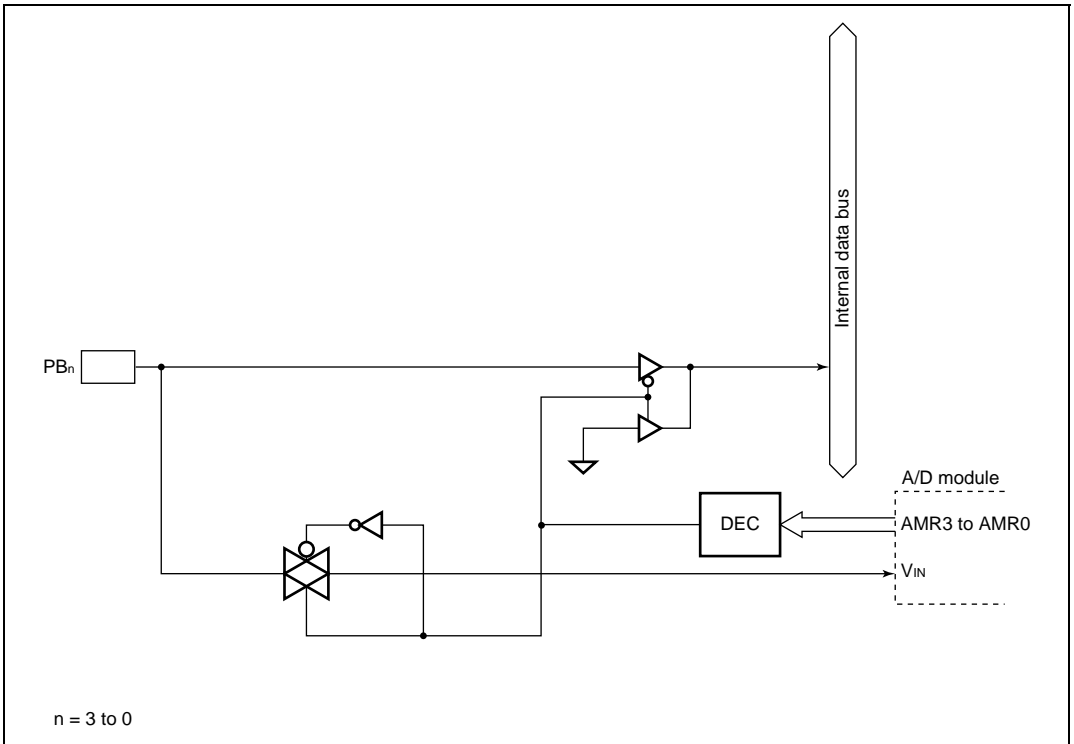 Internal data bus
PBn
A/D module
DEC
AMR3 to AMR0
VIN
n = 3 to 0